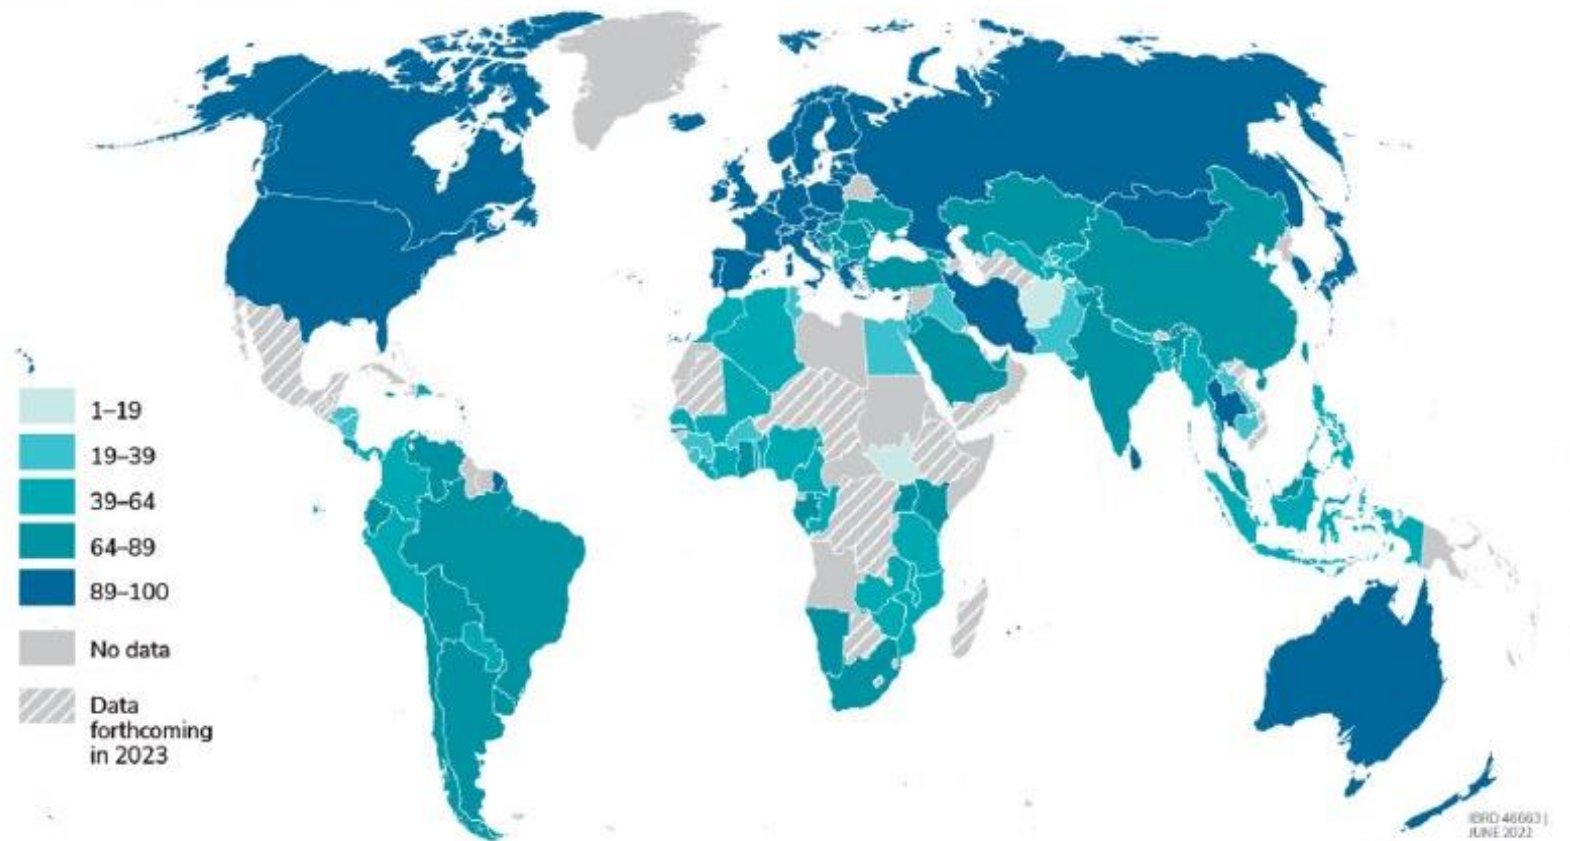 1–19
19–39
39–64
64–89
89–100
No data
Data
forthcoming
in 2023
IBRD 46663 |
JUNE 2022